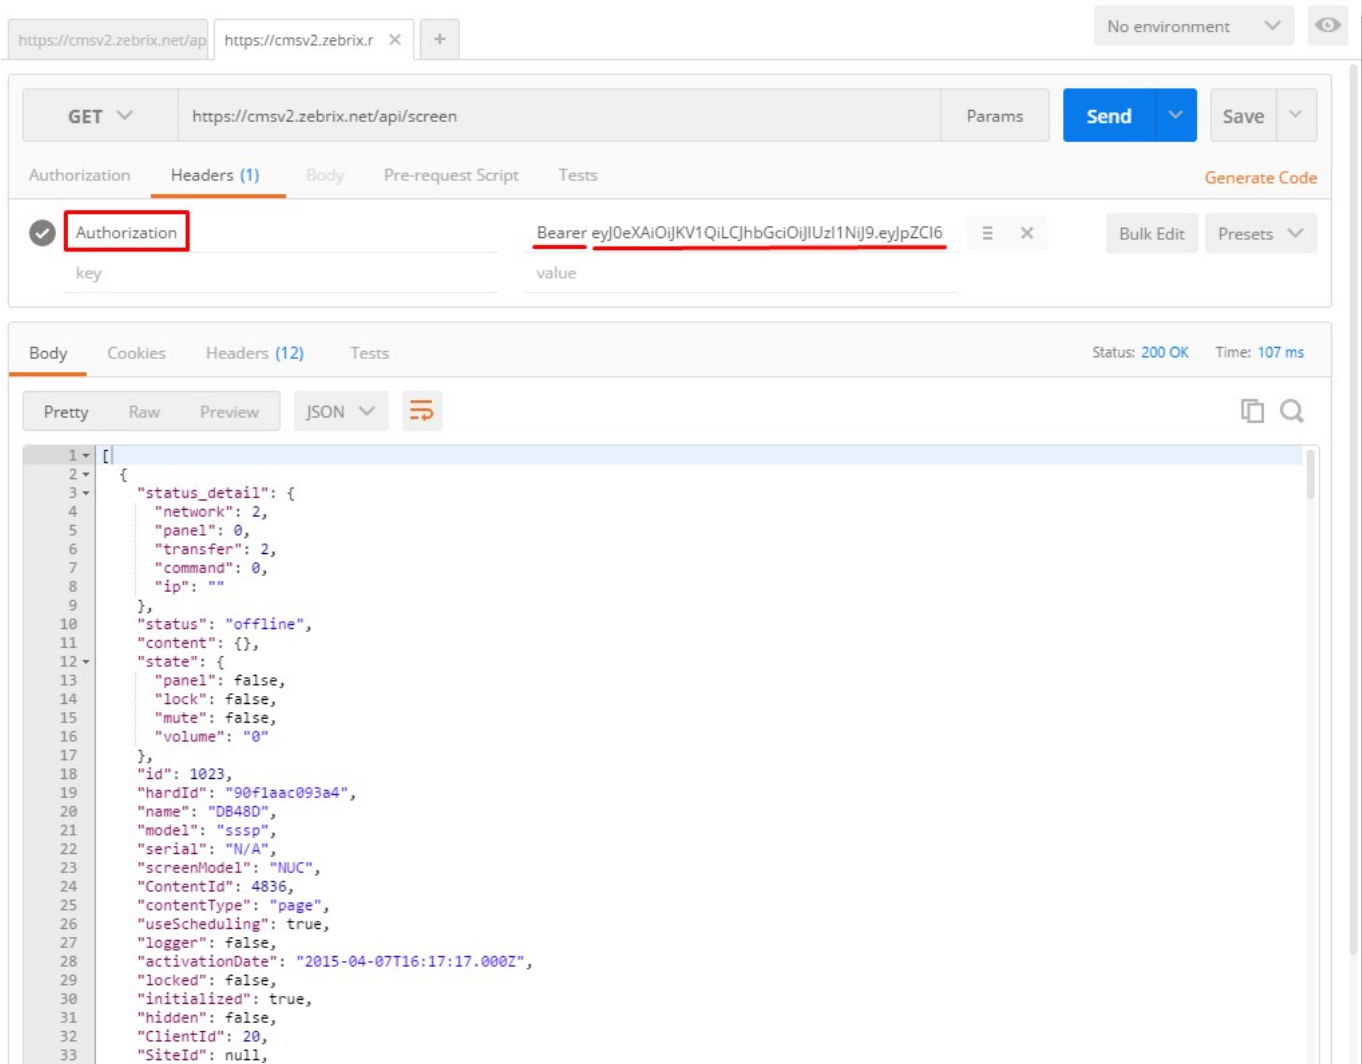 https://cmsv2.zebrix.net/ap https://cmsv2.zebrix.r × + No environment
GET https://cmsv2.zebrix.net/api/screen Params Send Save
Authorization Headers (1) Body Pre-request Script Tests Generate Code
Authorization Bearer eyJ0eXAiOiJKV1QiLCJhbGciOiJIUzI1NiJ9.eyJpZCI6 Bulk Edit Presets
key value
Body Cookies Headers (12) Tests Status: 200 OK Time: 107 ms
Pretty Raw Preview JSON
1 [
2 {
3 "status_detail": {
4 "network": 2,
5 "panel": 0,
6 "transfer": 2,
7 "command": 0,
8 "ip": ""
9 },
10 "status": "offline",
11 "content": {},
12 "state": {
13 "panel": false,
14 "lock": false,
15 "mute": false,
16 "volume": "0"
17 },
18 "id": 1023,
19 "hardId": "90f1aac093a4",
20 "name": "DB48D",
21 "model": "sssp",
22 "serial": "N/A",
23 "screenModel": "NUC",
24 "ContentId": 4836,
25 "contentType": "page",
26 "useScheduling": true,
27 "logger": false,
28 "activationDate": "2015-04-07T16:17:17.000Z",
29 "locked": false,
30 "initialized": true,
31 "hidden": false,
32 "ClientId": 20,
33 "SiteId": null,